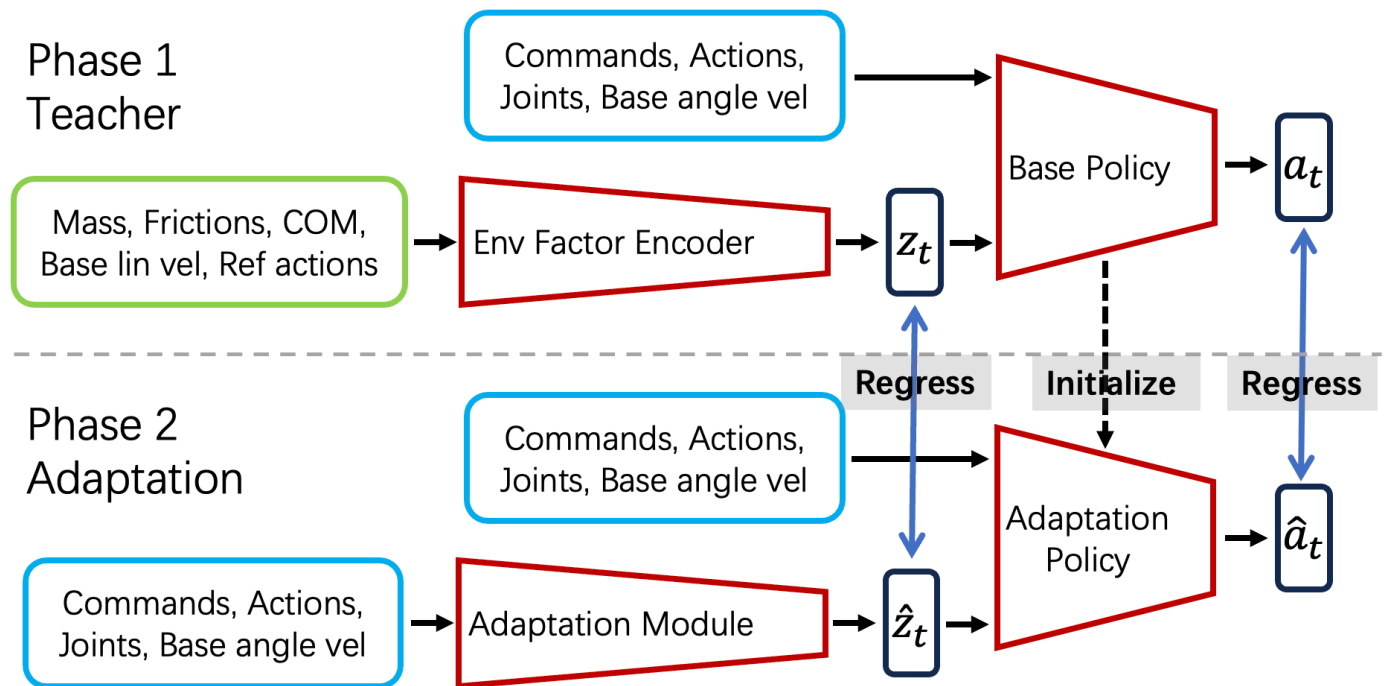 Phase 1
Teacher
Commands, Actions,
Joints, Base angle vel
Mass, Frictions, COM,
Base lin vel, Ref actions
Env Factor Encoder
z_t
Base Policy
a_t
Regress
Initialize
Regress
Phase 2
Adaptation
Commands, Actions,
Joints, Base angle vel
Commands, Actions,
Joints, Base angle vel
Adaptation Module
ẑ_t
Adaptation
Policy
â_t